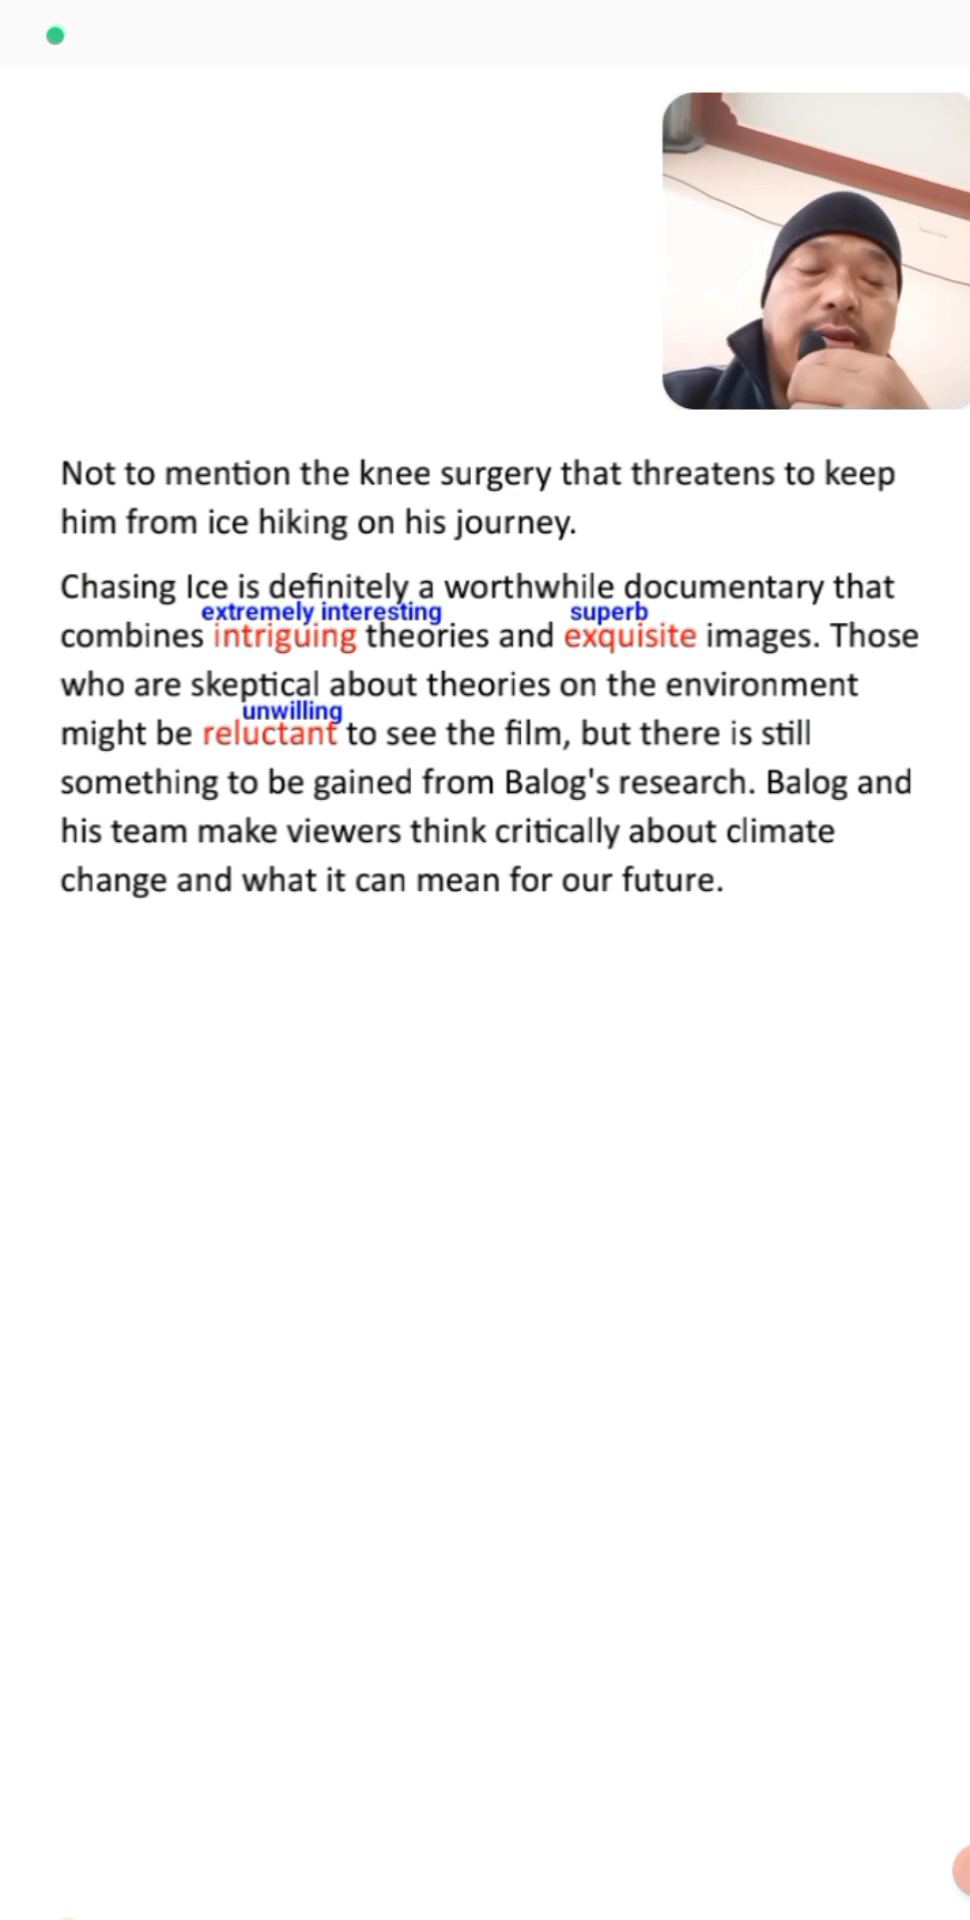 Not to mention the knee surgery that threatens to keep
him from ice hiking on his journey.
Chasing Ice is definitely a worthwhile documentary that
extremely interesting superb
combines intriguing theories and exquisite images. Those
who are skeptical about theories on the environment
unwilling
might be reluctant to see the film, but there is still
something to be gained from Balog's research. Balog and
his team make viewers think critically about climate
change and what it can mean for our future.